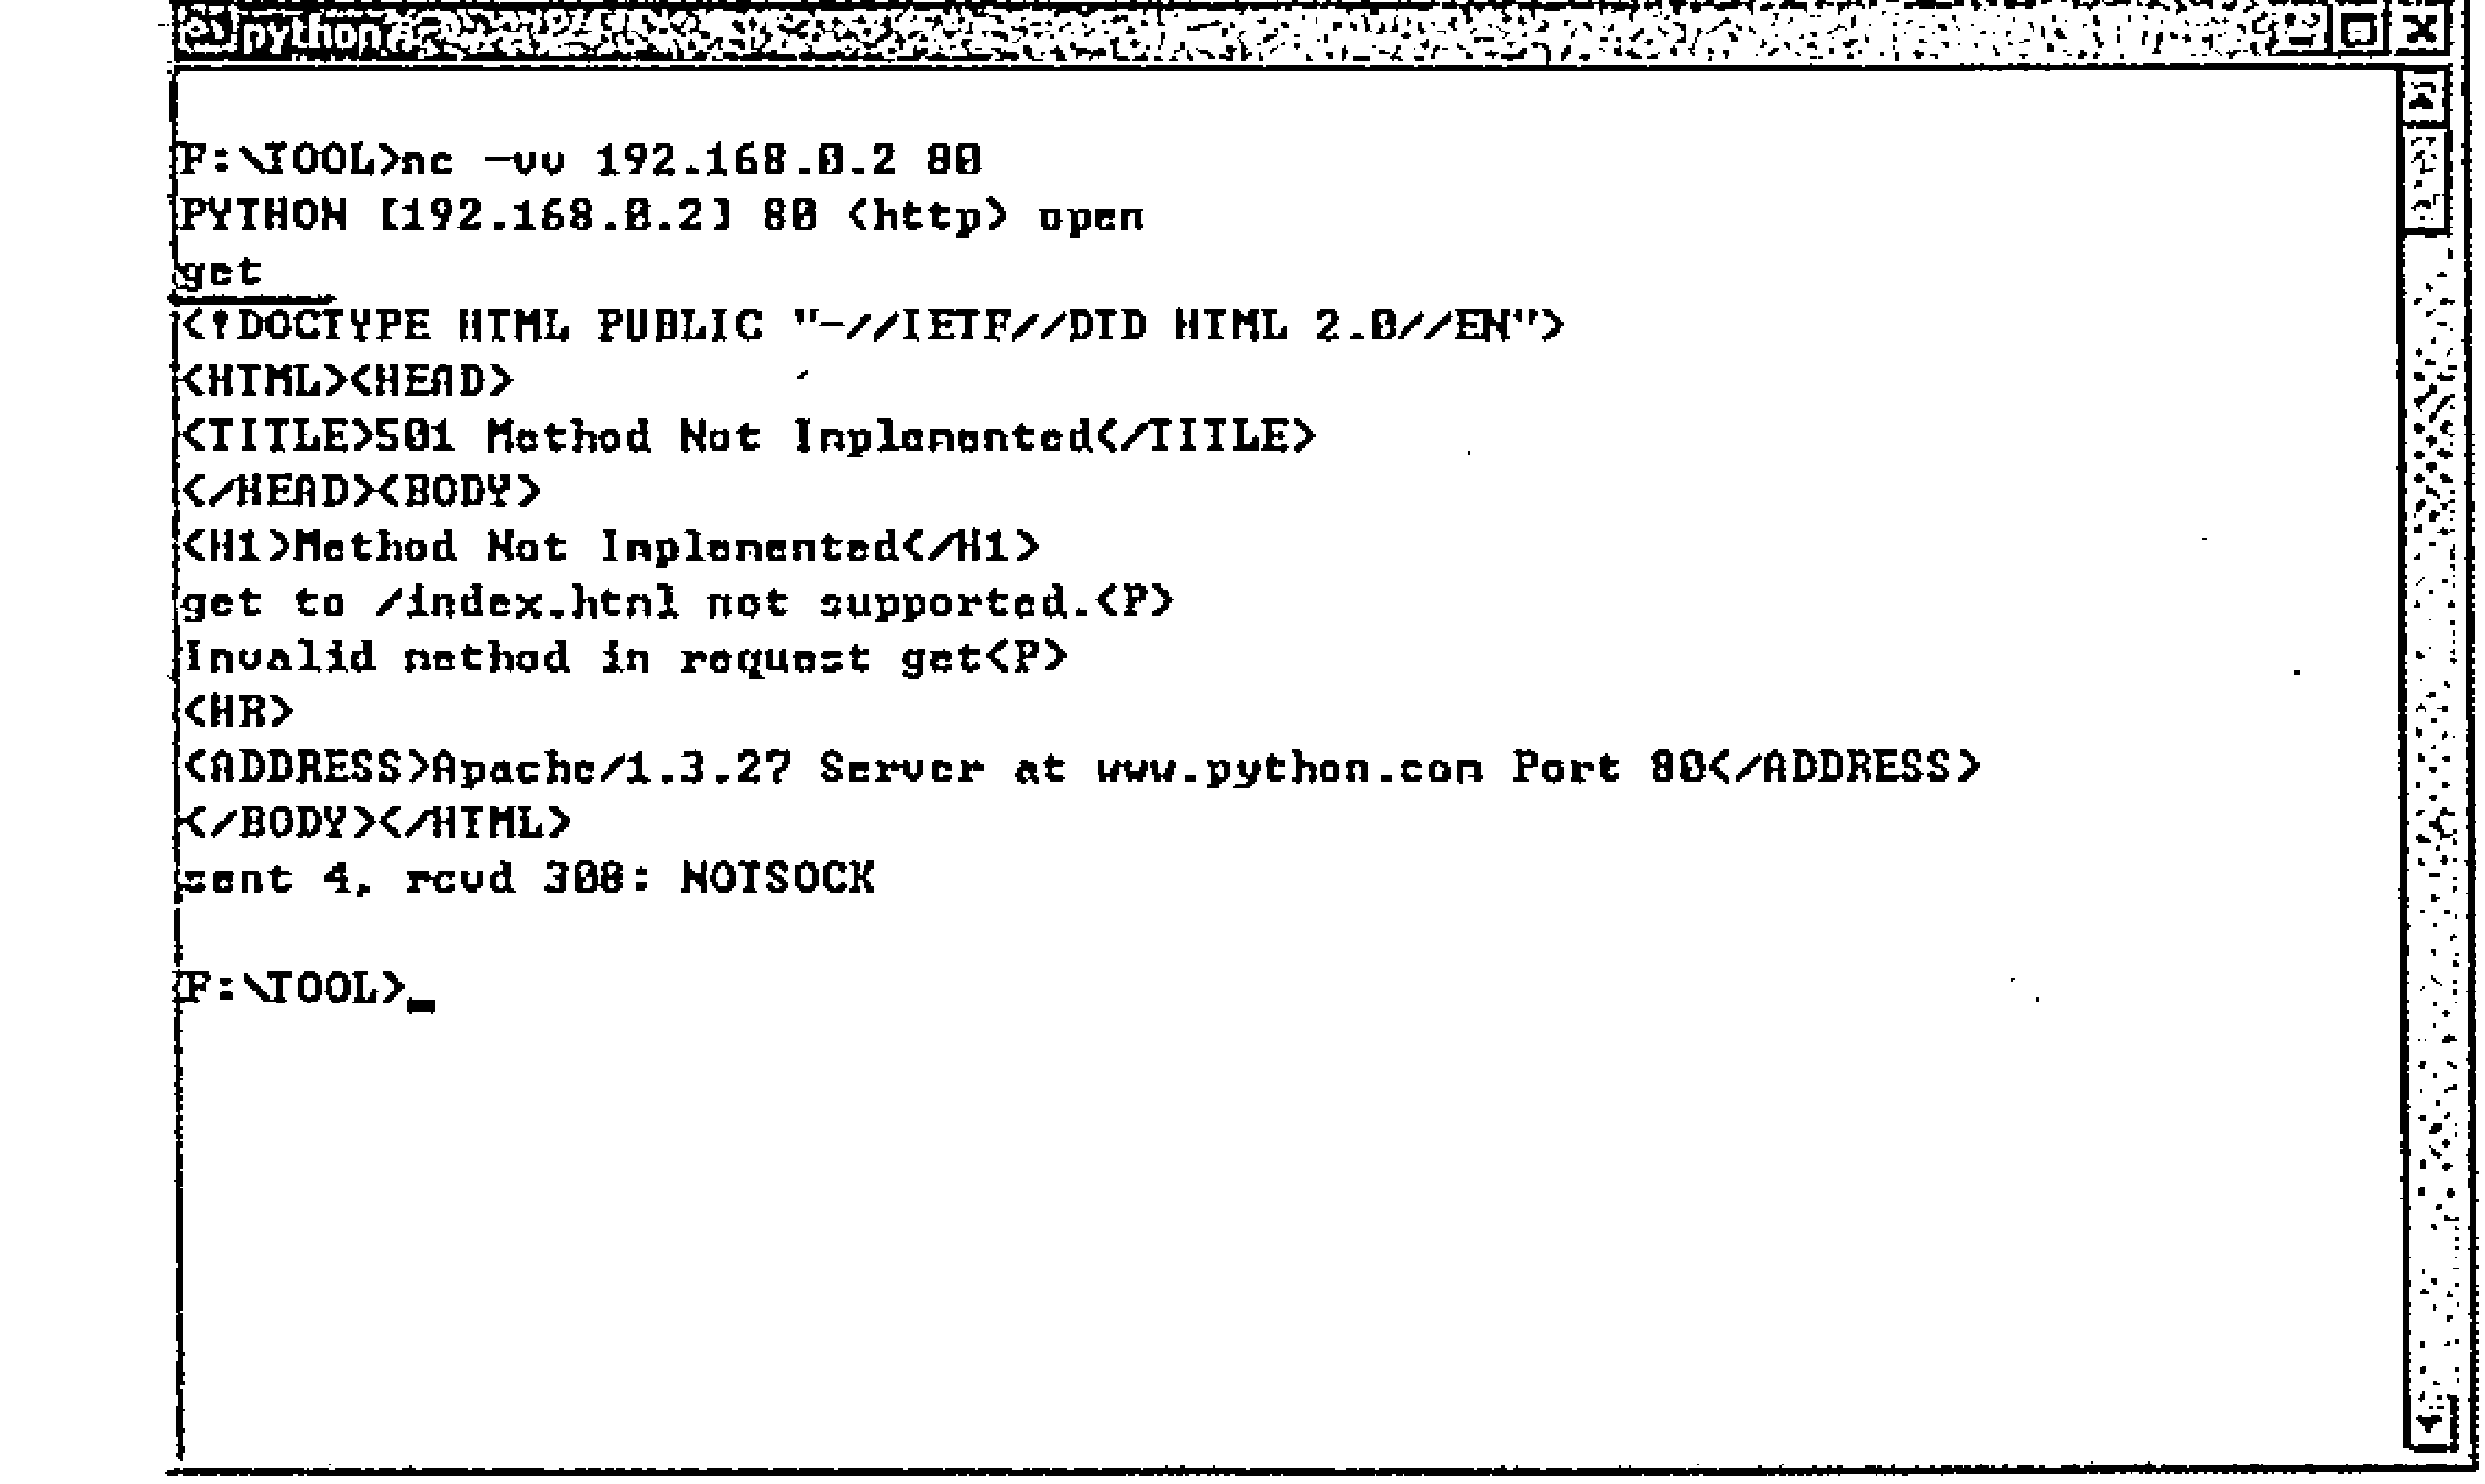 python
F:\TOOL>nc -vv 192.168.0.2 80
PYTHON [192.168.0.2] 80 (http) open
get
<!DOCTYPE HTML PUBLIC "-//IETF//DTD HTML 2.0//EN">
<HTML><HEAD>
<TITLE>501 Method Not Implemented</TITLE>
</HEAD><BODY>
<H1>Method Not Implemented</H1>
get to /index.html not supported.<P>
Invalid method in request get<P>
<HR>
<ADDRESS>Apache/1.3.27 Server at www.python.com Port 80</ADDRESS>
</BODY></HTML>
sent 4, rcvd 308: NOTSOCK
F:\TOOL>_